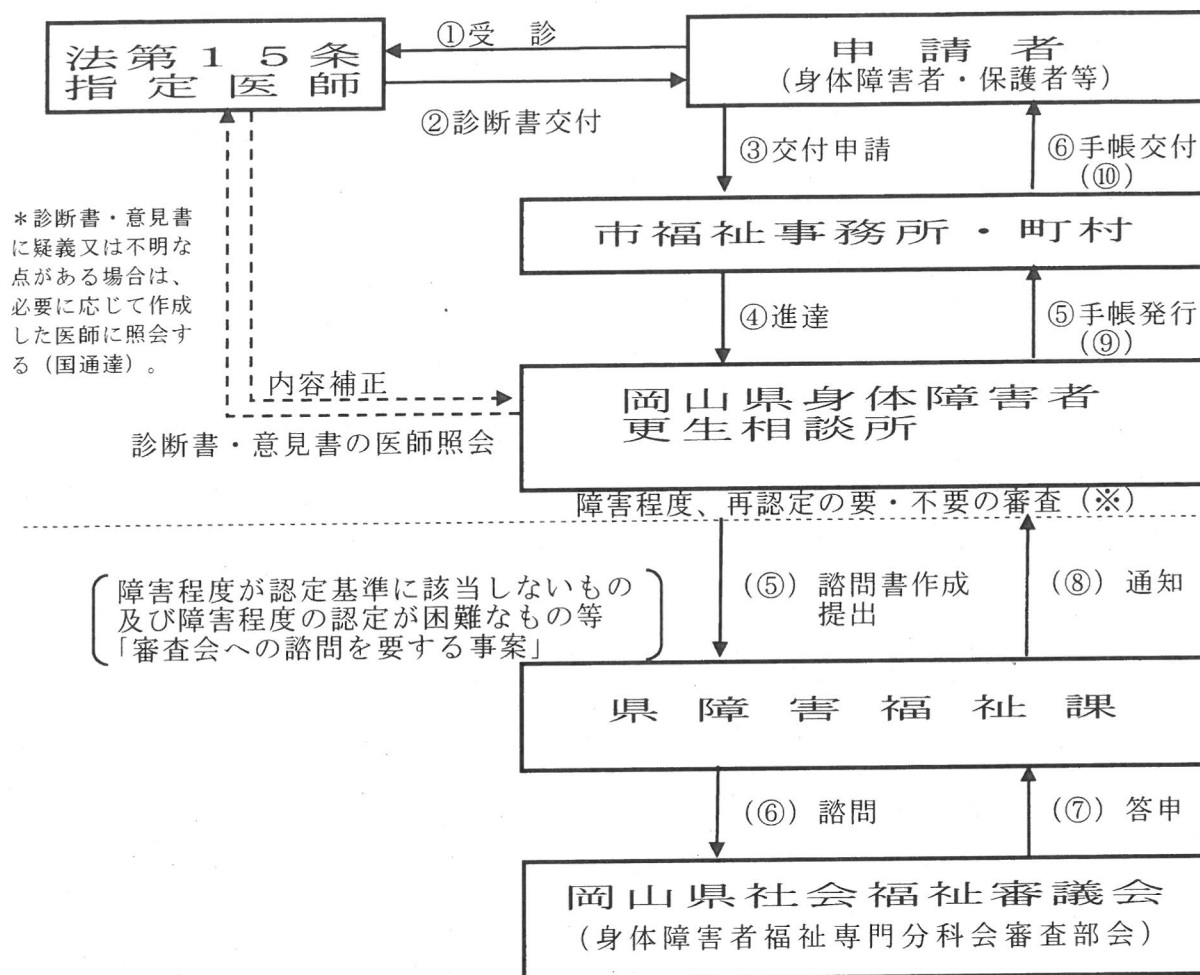 法第15条
指定医師
①受 診
②診断書交付
申請者
(身体障害者・保護者等)
③交付申請
⑥手帳交付
(⑩)
*診断書・意見書
に疑義又は不明な
点がある場合は、
必要に応じて作成
した医師に照会す
る(国通達)。
市福祉事務所・町村
④進達
⑤手帳発行
(⑨)
内容補正
診断書・意見書の医師照会
岡山県身体障害者
更生相談所
障害程度、再認定の要・不要の審査(※)
障害程度が認定基準に該当しないもの
及び障害程度の認定が困難なもの等
「審査会への諮問を要する事案」
(⑤)諮問書作成
提出
(⑧)通知
県障害福祉課
(⑥)諮問
(⑦)答申
岡山県社会福祉審議会
(身体障害者福祉専門分科会審査部会)